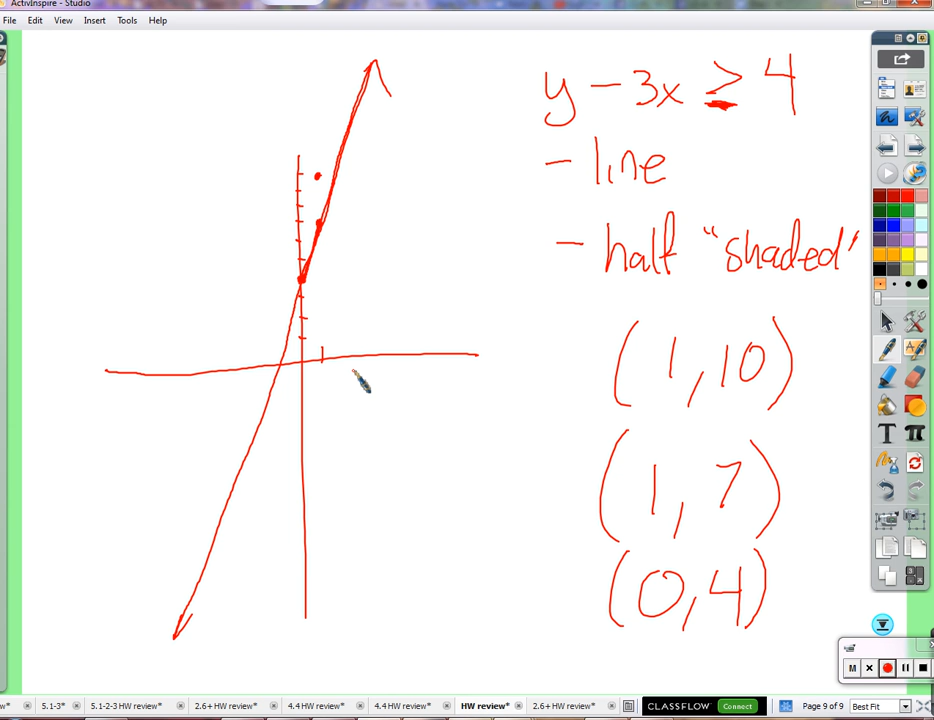 ActivInspire - Studio
File Edit View Insert Tools Help
y - 3x ≥ 4
- line
- half "shaded"
(1, 10)
(1, 7)
(0, 4)
1
T π
M
w* 5.1-3* 5.1-2-3 HW review* 2.6+ HW review* 4.4 HW review* 4.4 HW review* HW review* 2.6+ HW review* CLASSFLOW Connect Page 9 of 9 Best Fit